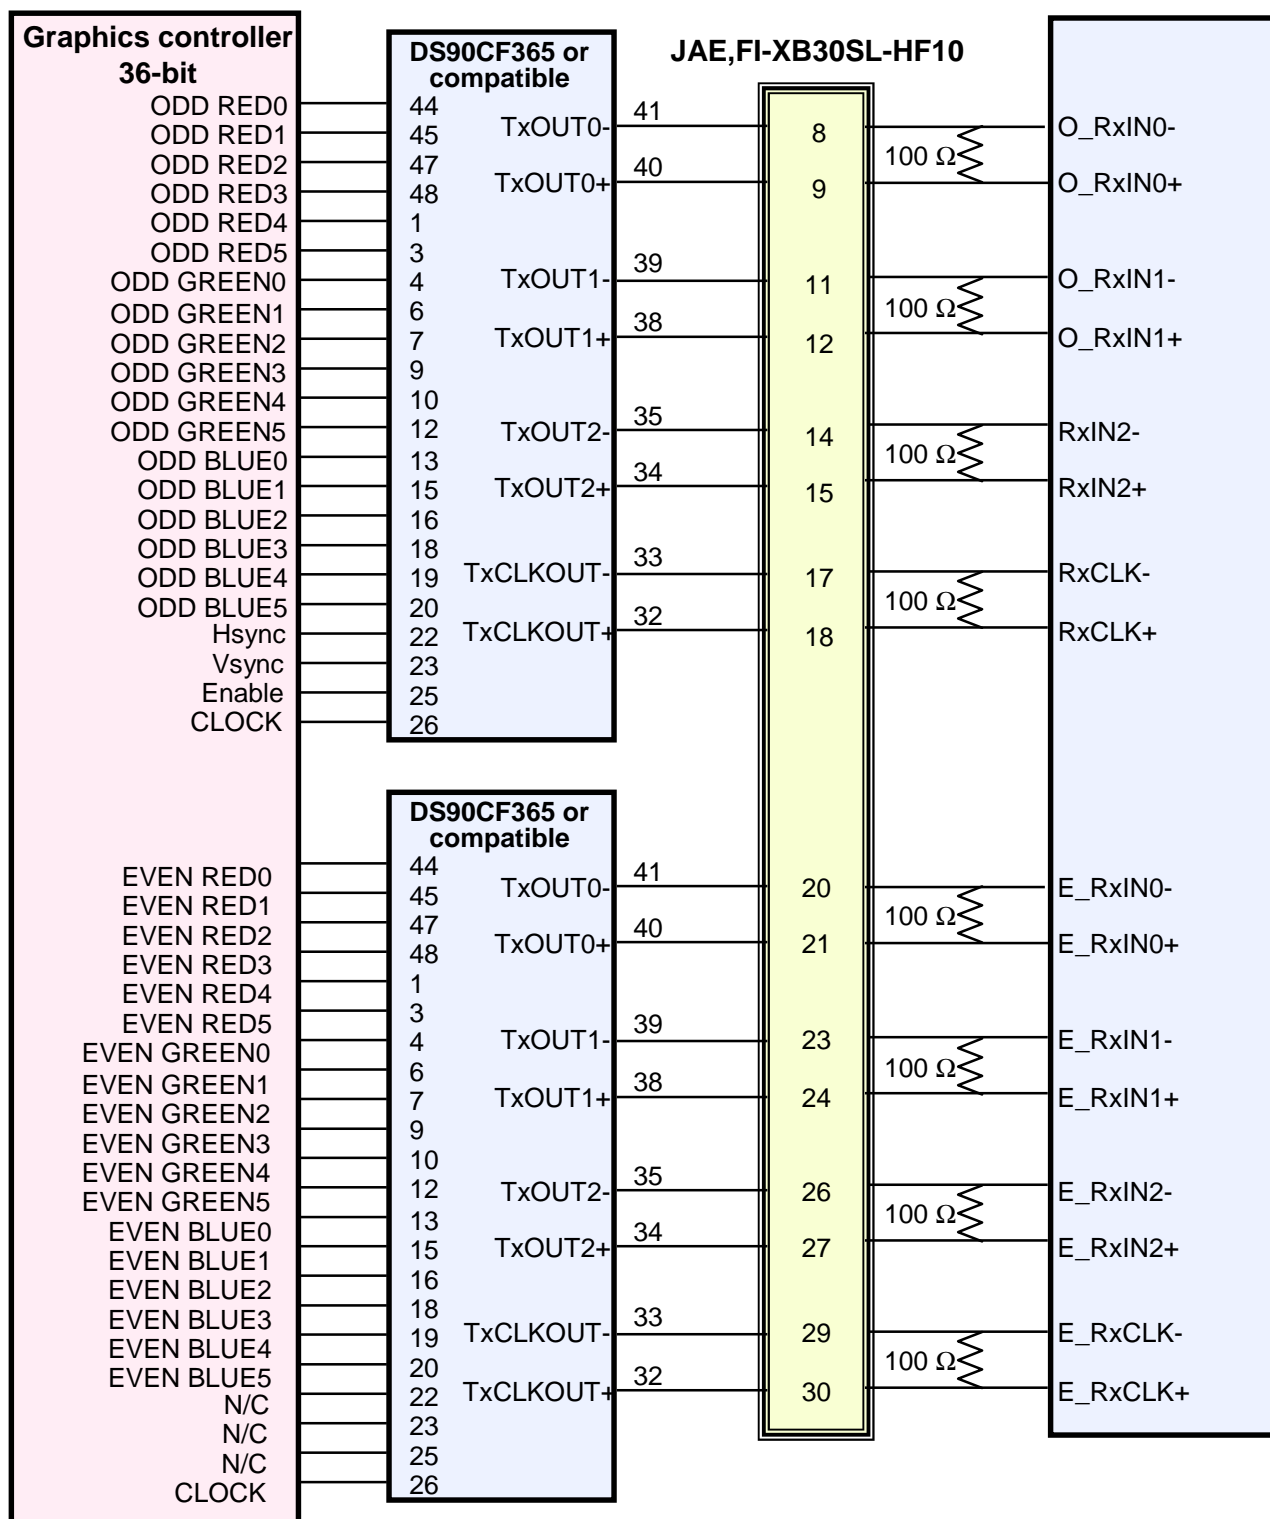 Graphics controller
36-bit
DS90CF365 or
compatible
JAE,FI-XB30SL-HF10
ODD RED0 44
ODD RED1 45
ODD RED2 47
ODD RED3 48
ODD RED4 1
ODD RED5 3
ODD GREEN0 4
ODD GREEN1 6
ODD GREEN2 7
ODD GREEN3 9
ODD GREEN4 10
ODD GREEN5 12
ODD BLUE0 13
ODD BLUE1 15
ODD BLUE2 16
ODD BLUE3 18
ODD BLUE4 19
ODD BLUE5 20
Hsync 22
Vsync 23
Enable 25
CLOCK 26
TxOUT0- 41 8 O_RxIN0-
100 Ω
TxOUT0+ 40 9 O_RxIN0+
TxOUT1- 39 11 O_RxIN1-
100 Ω
TxOUT1+ 38 12 O_RxIN1+
TxOUT2- 35 14 RxIN2-
100 Ω
TxOUT2+ 34 15 RxIN2+
TxCLKOUT- 33 17 RxCLK-
100 Ω
TxCLKOUT+ 32 18 RxCLK+
DS90CF365 or
compatible
EVEN RED0 44
EVEN RED1 45
EVEN RED2 47
EVEN RED3 48
EVEN RED4 1
EVEN RED5 3
EVEN GREEN0 4
EVEN GREEN1 6
EVEN GREEN2 7
EVEN GREEN3 9
EVEN GREEN4 10
EVEN GREEN5 12
EVEN BLUE0 13
EVEN BLUE1 15
EVEN BLUE2 16
EVEN BLUE3 18
EVEN BLUE4 19
EVEN BLUE5 20
N/C 22
N/C 23
N/C 25
CLOCK 26
TxOUT0- 41 20 E_RxIN0-
100 Ω
TxOUT0+ 40 21 E_RxIN0+
TxOUT1- 39 23 E_RxIN1-
100 Ω
TxOUT1+ 38 24 E_RxIN1+
TxOUT2- 35 26 E_RxIN2-
100 Ω
TxOUT2+ 34 27 E_RxIN2+
TxCLKOUT- 33 29 E_RxCLK-
100 Ω
TxCLKOUT+ 32 30 E_RxCLK+